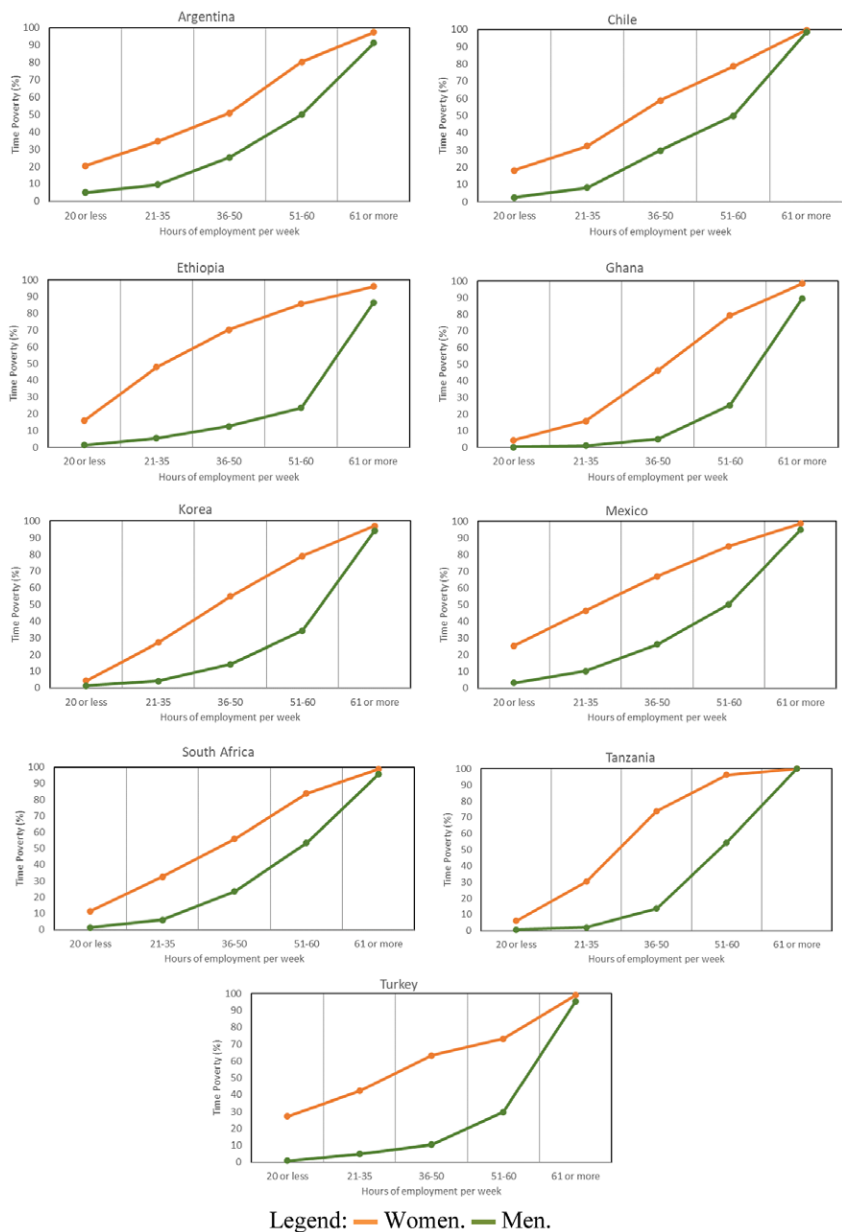 Argentina
Time Poverty (%)
100
90
80
70
60
50
40
30
20
10
0
20 or less 21-35 36-50 51-60 61 or more
Hours of employment per week
Chile
Time Poverty (%)
100
90
80
70
60
50
40
30
20
10
0
20 or less 21-35 36-50 51-60 61 or more
Hours of employment per week
Ethiopia
Time Poverty (%)
100
90
80
70
60
50
40
30
20
10
0
20 or less 21-35 36-50 51-60 61 or more
Hours of employment per week
Ghana
Time Poverty (%)
100
90
80
70
60
50
40
30
20
10
0
20 or less 21-35 36-50 51-60 61 or more
Hours of employment per week
Korea
Time Poverty (%)
100
90
80
70
60
50
40
30
20
10
0
20 or less 21-35 36-50 51-60 61 or more
Hours of employment per week
Mexico
Time Poverty (%)
100
90
80
70
60
50
40
30
20
10
0
20 or less 21-35 36-50 51-60 61 or more
Hours of employment per week
South Africa
Time Poverty (%)
100
90
80
70
60
50
40
30
20
10
0
20 or less 21-35 36-50 51-60 61 or more
Hours of employment per week
Tanzania
Time Poverty (%)
100
90
80
70
60
50
40
30
20
10
0
20 or less 21-35 36-50 51-60 61 or more
Hours of employment per week
Turkey
Time Poverty (%)
100
90
80
70
60
50
40
30
20
10
0
20 or less 21-35 36-50 51-60 61 or more
Hours of employment per week
Legend: Women. Men.